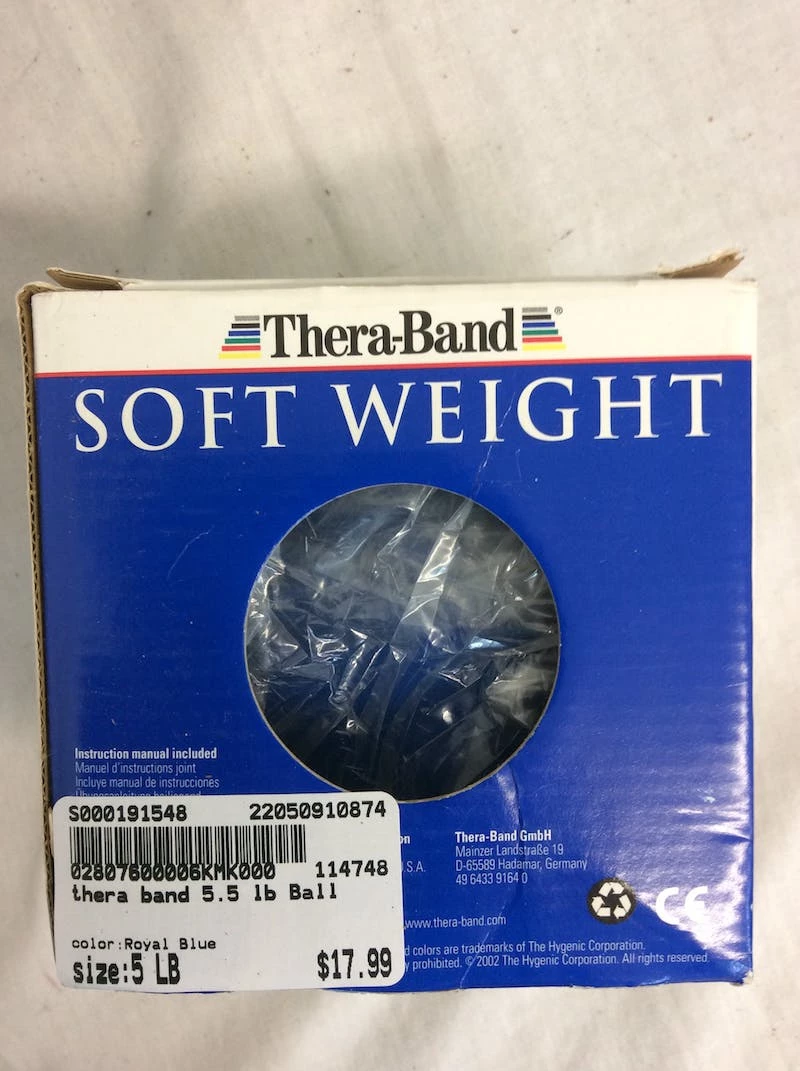 Thera-Band®
SOFT WEIGHT
Instruction manual included
Manuel d'instructions joint
Incluye manual de instrucciones
S000191548 22050910874
02807600006KMK000 114748
thera band 5.5 lb Ball
color:Royal Blue
size:5 LB $17.99
on
.S.A.
Thera-Band GmbH
Mainzer Landstraße 19
D-65589 Hadamar, Germany
49 6433 9164 0
www.thera-band.com
CE
d colors are trademarks of The Hygenic Corporation.
y prohibited. © 2002 The Hygenic Corporation. All rights reserved.